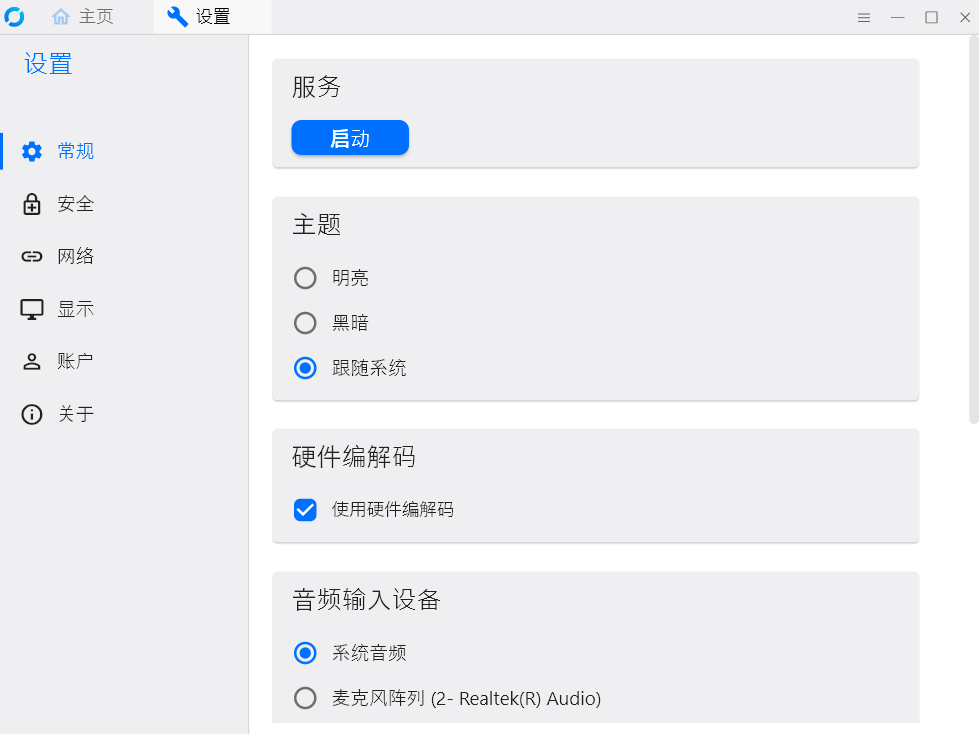 主页
设置
设置
常规
安全
网络
显示
账户
关于
服务
启动
主题
明亮
黑暗
跟随系统
硬件编解码
使用硬件编解码
音频输入设备
系统音频
麦克风阵列 (2- Realtek(R) Audio)